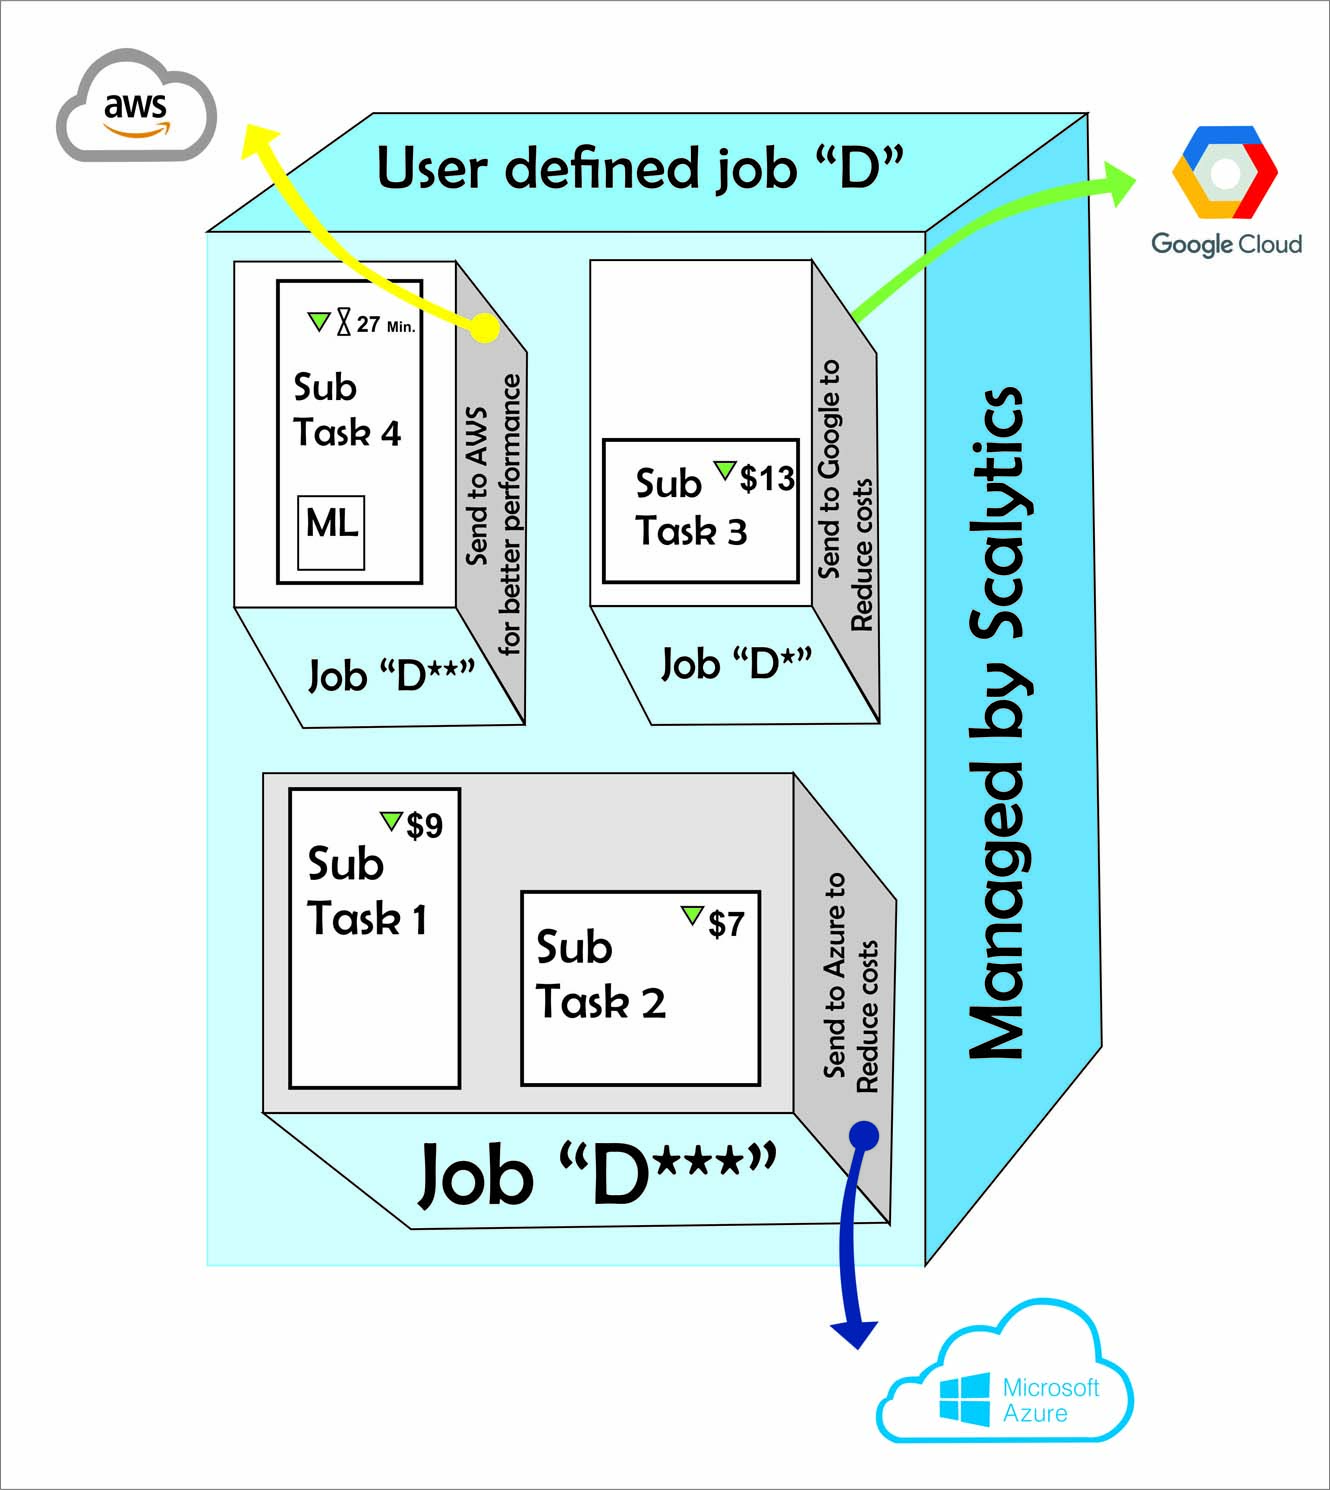 aws
User defined job “D”
Google Cloud
27 Min.
Sub
Task 4
ML
Send to AWS
for better performance
Job “D**”
Sub $13
Task 3
Send to Google to
Reduce costs
Job “D*”
Managed by Scalytics
$9
Sub
Task 1
$7
Sub
Task 2
Send to Azure to
Reduce costs
Job “D***”
Microsoft
Azure